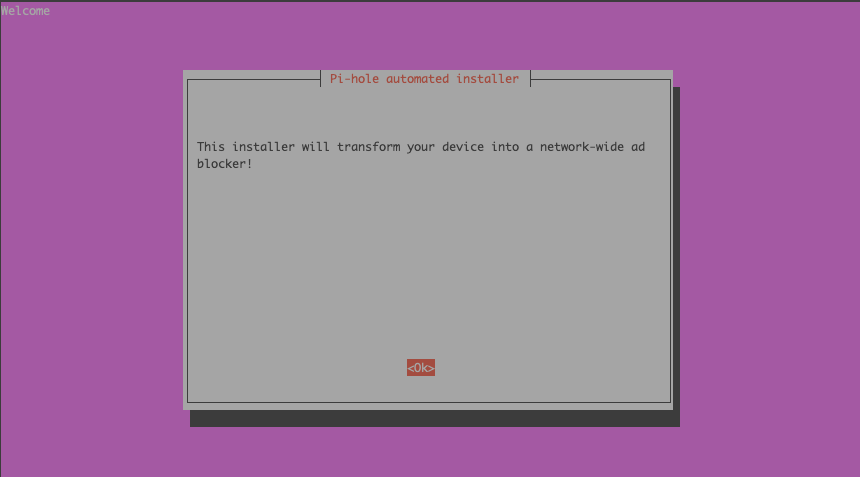 Welcome
Pi-hole automated installer
This installer will transform your device into a network-wide ad
blocker!
<Ok>